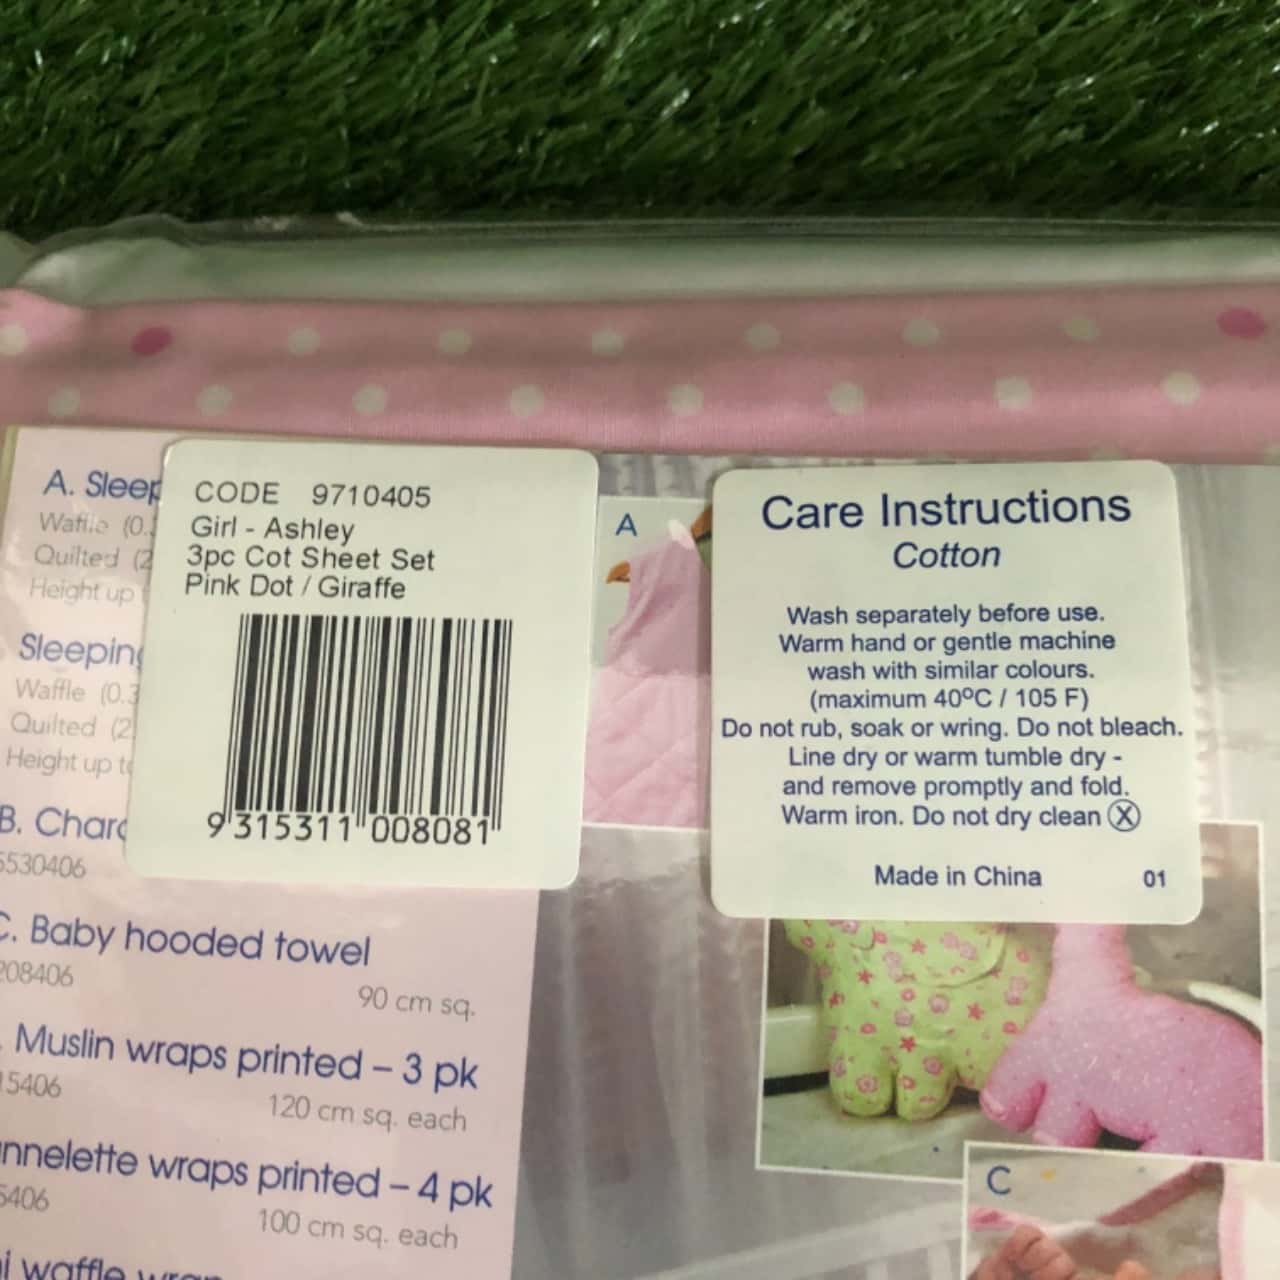 A. Sleep
Waffle (0.
Quilted (2
Height up
Sleeping
Waffle (0.3
Quilted (2
Height up to
B.
5530406
C. Baby hooded towel
208406
90 cm sq.
Muslin wraps printed – 3 pk
15406
120 cm sq. each
nnelette wraps printed – 4 pk
5406
100 cm sq. each
i waffle
CODE 9710405
Girl - Ashley
3pc Cot Sheet Set
Pink Dot / Giraffe
9 315311 008081
A
Care Instructions
Cotton
Wash separately before use.
Warm hand or gentle machine
wash with similar colours.
(maximum 40ºC / 105 F)
Do not rub, soak or wring. Do not bleach.
Line dry or warm tumble dry -
and remove promptly and fold.
Warm iron. Do not dry clean X
Made in China 01
C